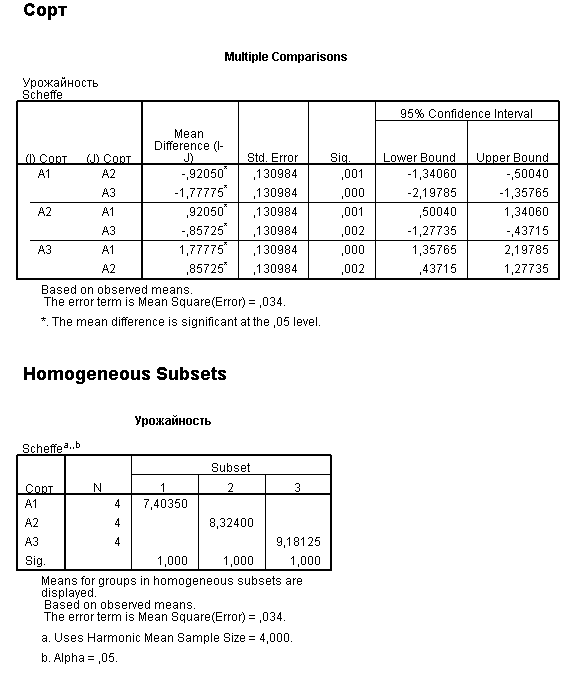 Сорт
Multiple Comparisons
Урожайность
Scheffe
95% Confidence Interval
(I) Сорт (J) Сорт Mean Difference (I-J) Std. Error Sig. Lower Bound Upper Bound
A1 A2 -,92050* ,130984 ,001 -1,34060 -,50040
A3 -1,77775* ,130984 ,000 -2,19785 -1,35765
A2 A1 ,92050* ,130984 ,001 ,50040 1,34060
A3 -,85725* ,130984 ,002 -1,27735 -,43715
A3 A1 1,77775* ,130984 ,000 1,35765 2,19785
A2 ,85725* ,130984 ,002 ,43715 1,27735
Based on observed means.
The error term is Mean Square(Error) = ,034.
*. The mean difference is significant at the ,05 level.
Homogeneous Subsets
Урожайность
Scheffe a,,b
Subset
Сорт N 1 2 3
A1 4 7,40350
A2 4 8,32400
A3 4 9,18125
Sig. 1,000 1,000 1,000
Means for groups in homogeneous subsets are
displayed.
Based on observed means.
The error term is Mean Square(Error) = ,034.
a. Uses Harmonic Mean Sample Size = 4,000.
b. Alpha = ,05.